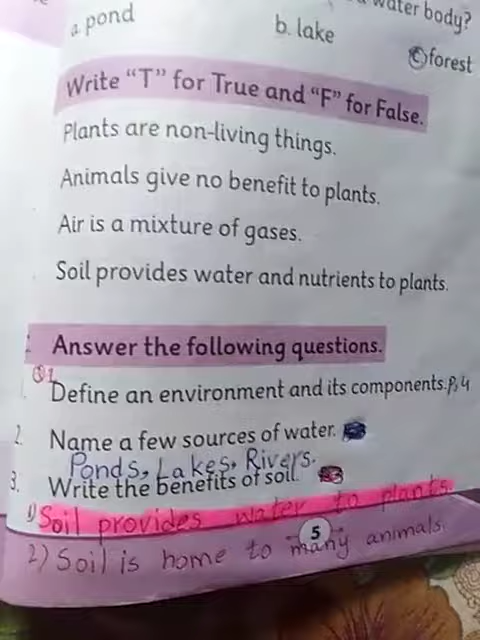 water body?
a. pond
b. lake
c forest
Write "T" for True and "F" for False.
Plants are non-living things.
Animals give no benefit to plants.
Air is a mixture of gases.
Soil provides water and nutrients to plants.
Answer the following questions.
Define an environment and its components. P, 4
2. Name a few sources of water.
Ponds, Lakes, Rivers.
3. Write the benefits of soil.
1) Soil provides water to plants.
5
2) Soil is home to many animals.